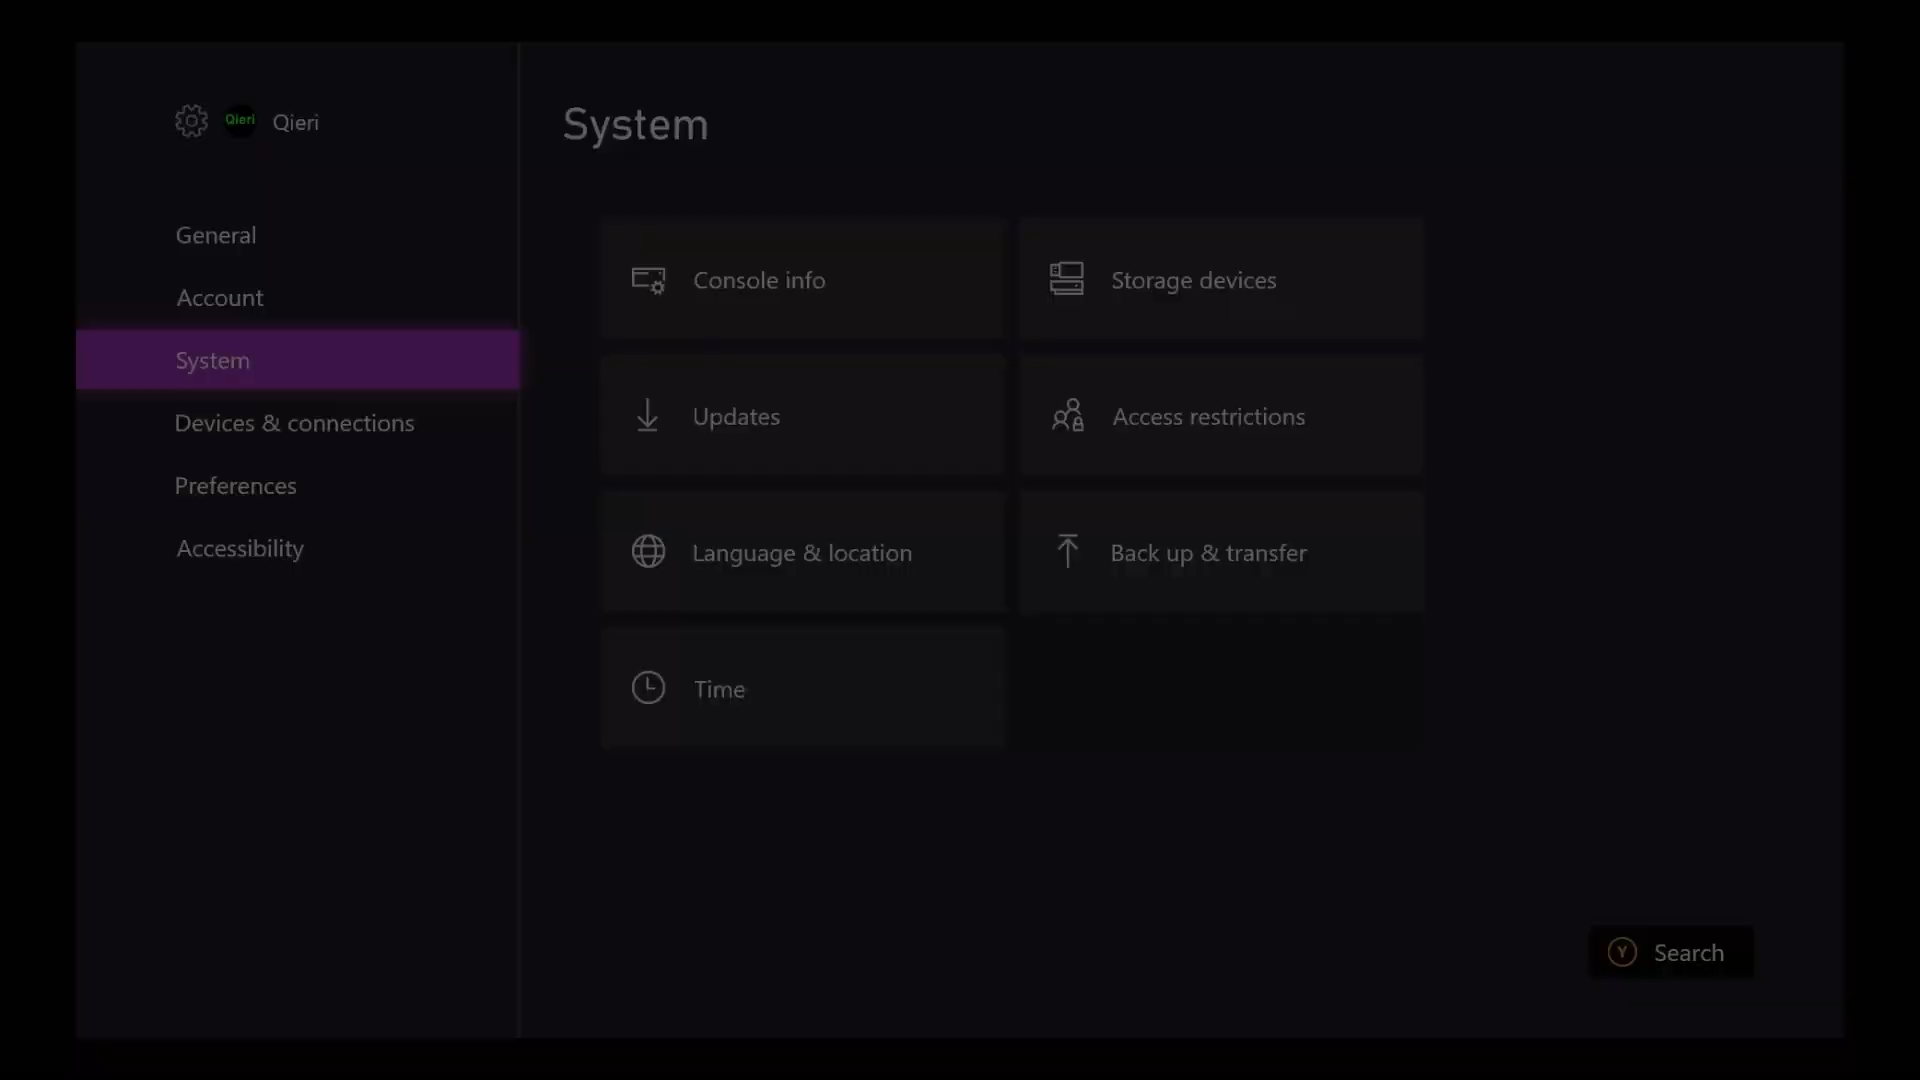 Qieri Qieri
General
Account
System
Devices & connections
Preferences
Accessibility
System
Console info
Storage devices
Updates
Access restrictions
Language & location
Back up & transfer
Time
Y Search